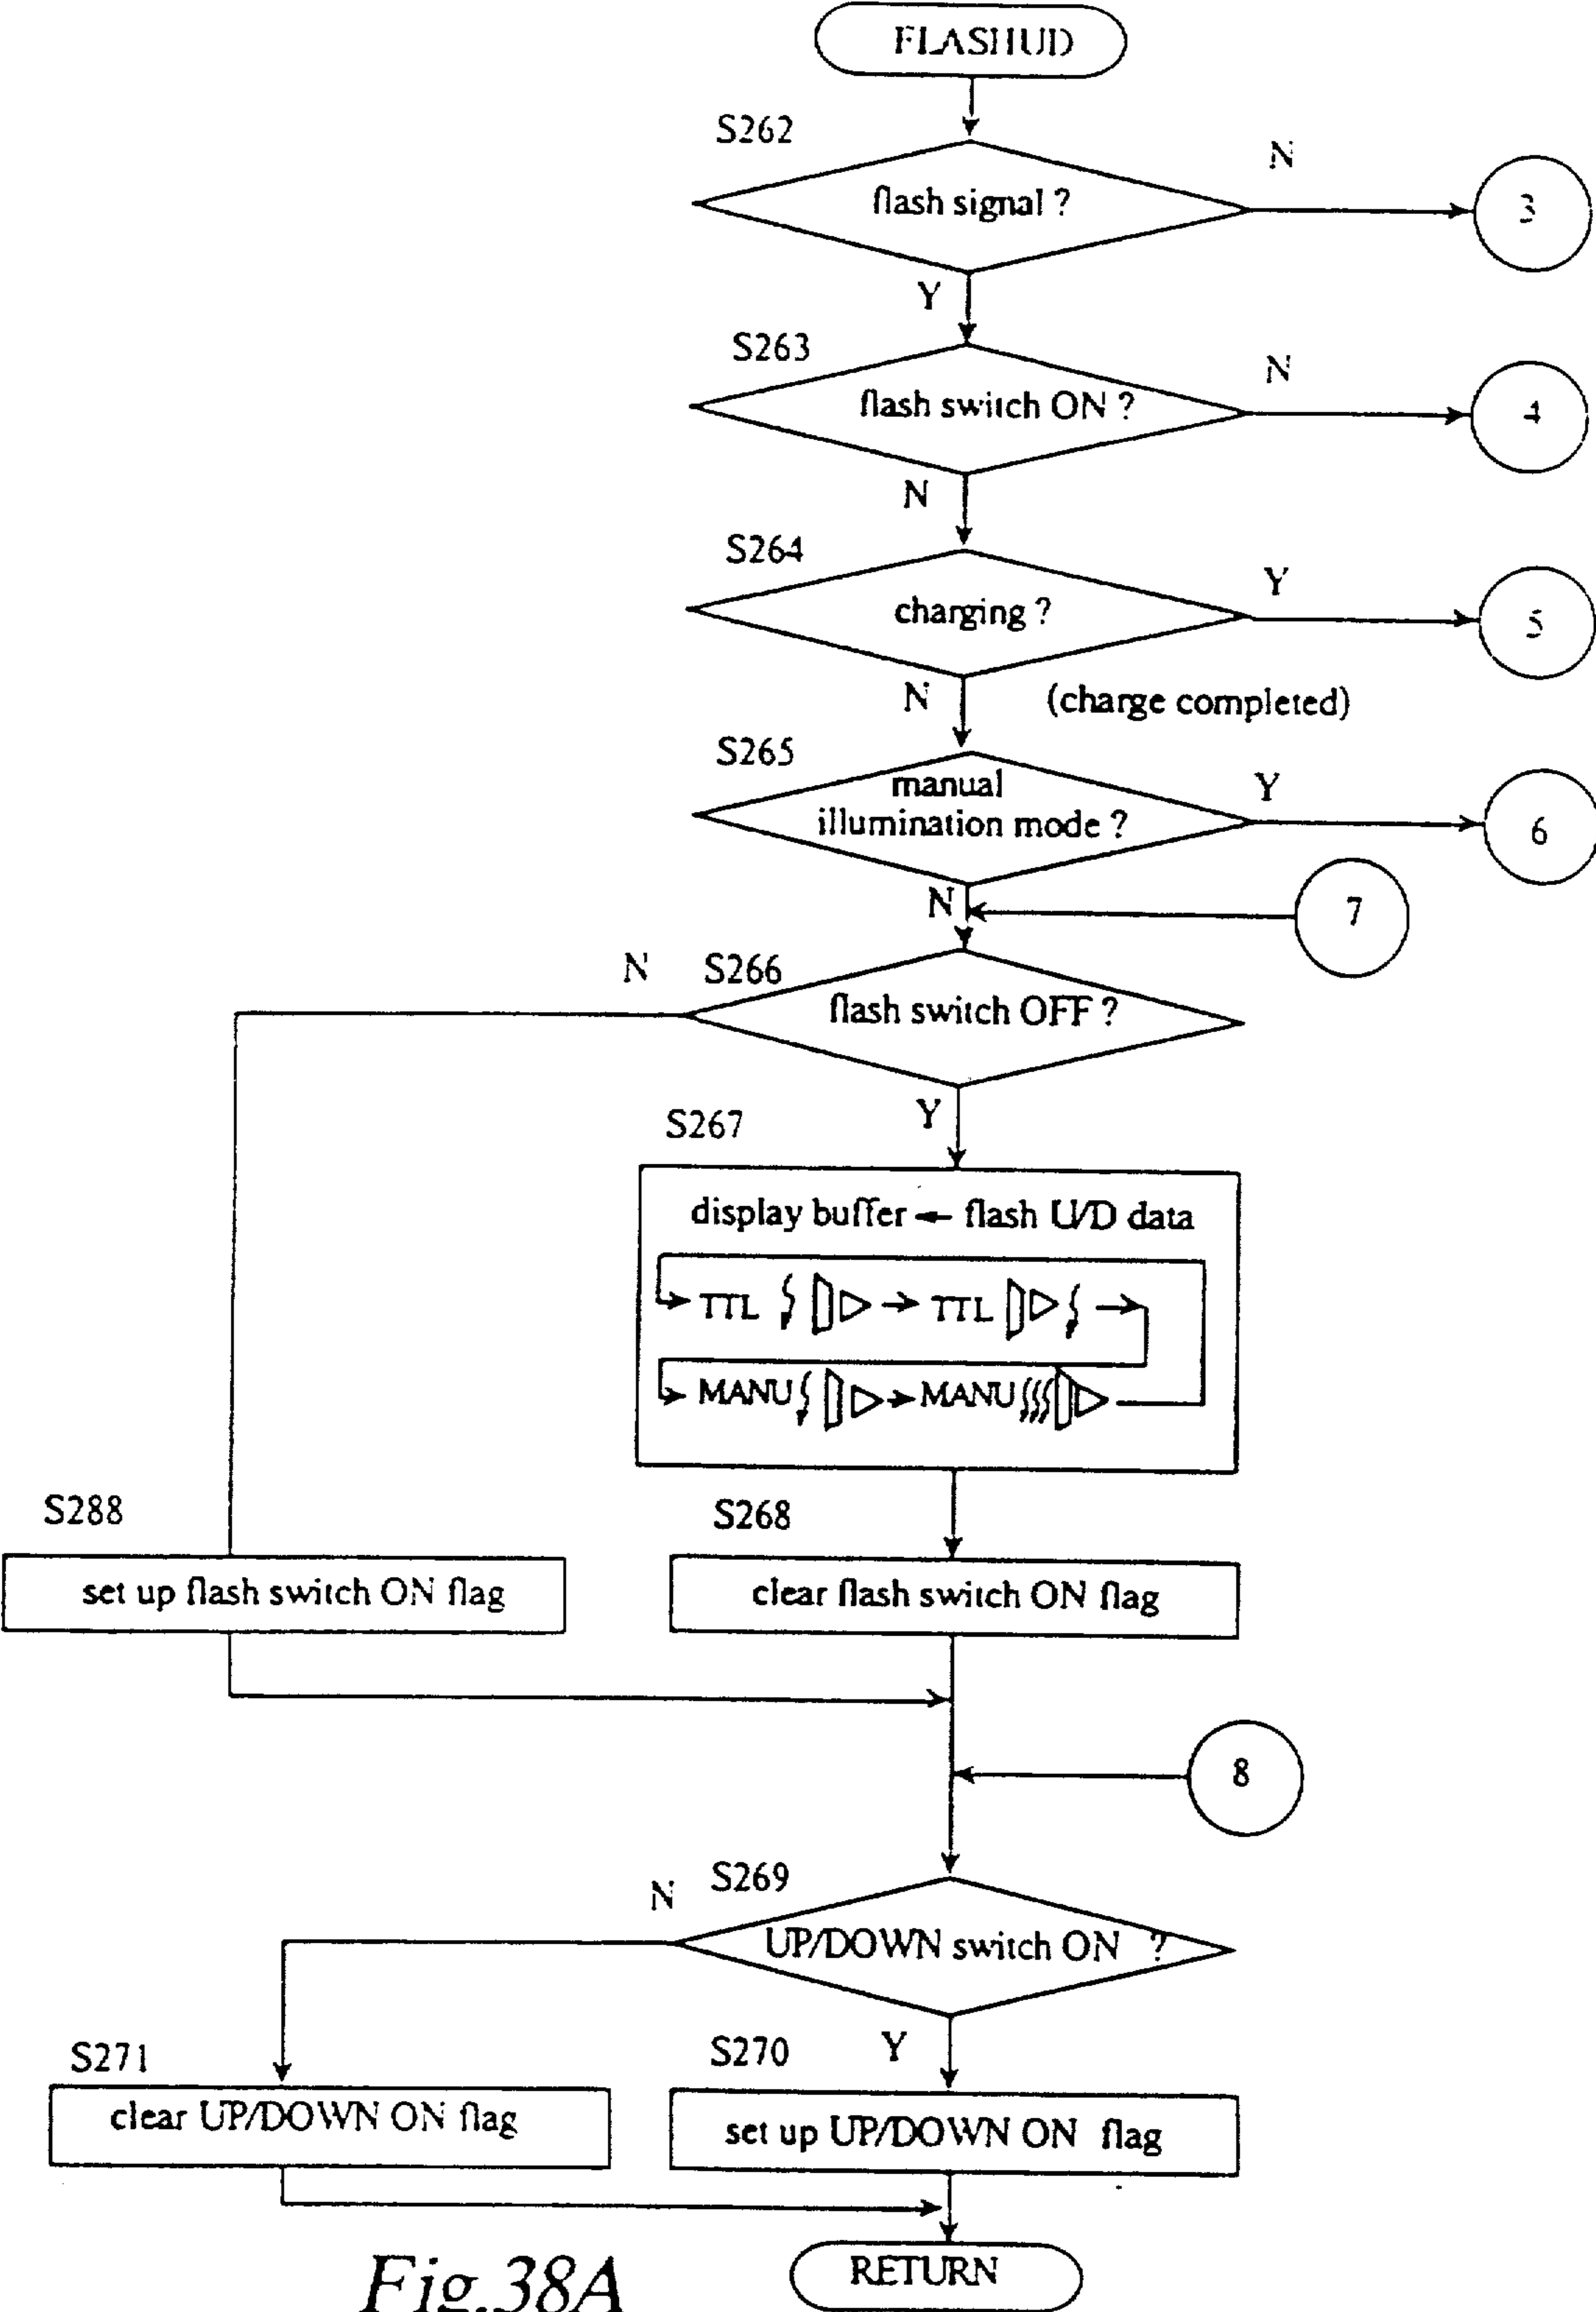 FLASHUD
S262
N
flash signal ?
3
Y
S263
N
flash switch ON ?
4
N
S264
Y
charging ?
5
N
(charge completed)
S265
manual
Y
illumination mode ?
6
N
7
N
S266
flash switch OFF ?
Y
S267
display buffer ← flash U/D data
TTL → TTL →
MANU → MANU
S288
S268
set up flash switch ON flag
clear flash switch ON flag
8
N
S269
UP/DOWN switch ON ?
S271
S270
Y
clear UP/DOWN ON flag
set up UP/DOWN ON flag
RETURN
Fig.38A